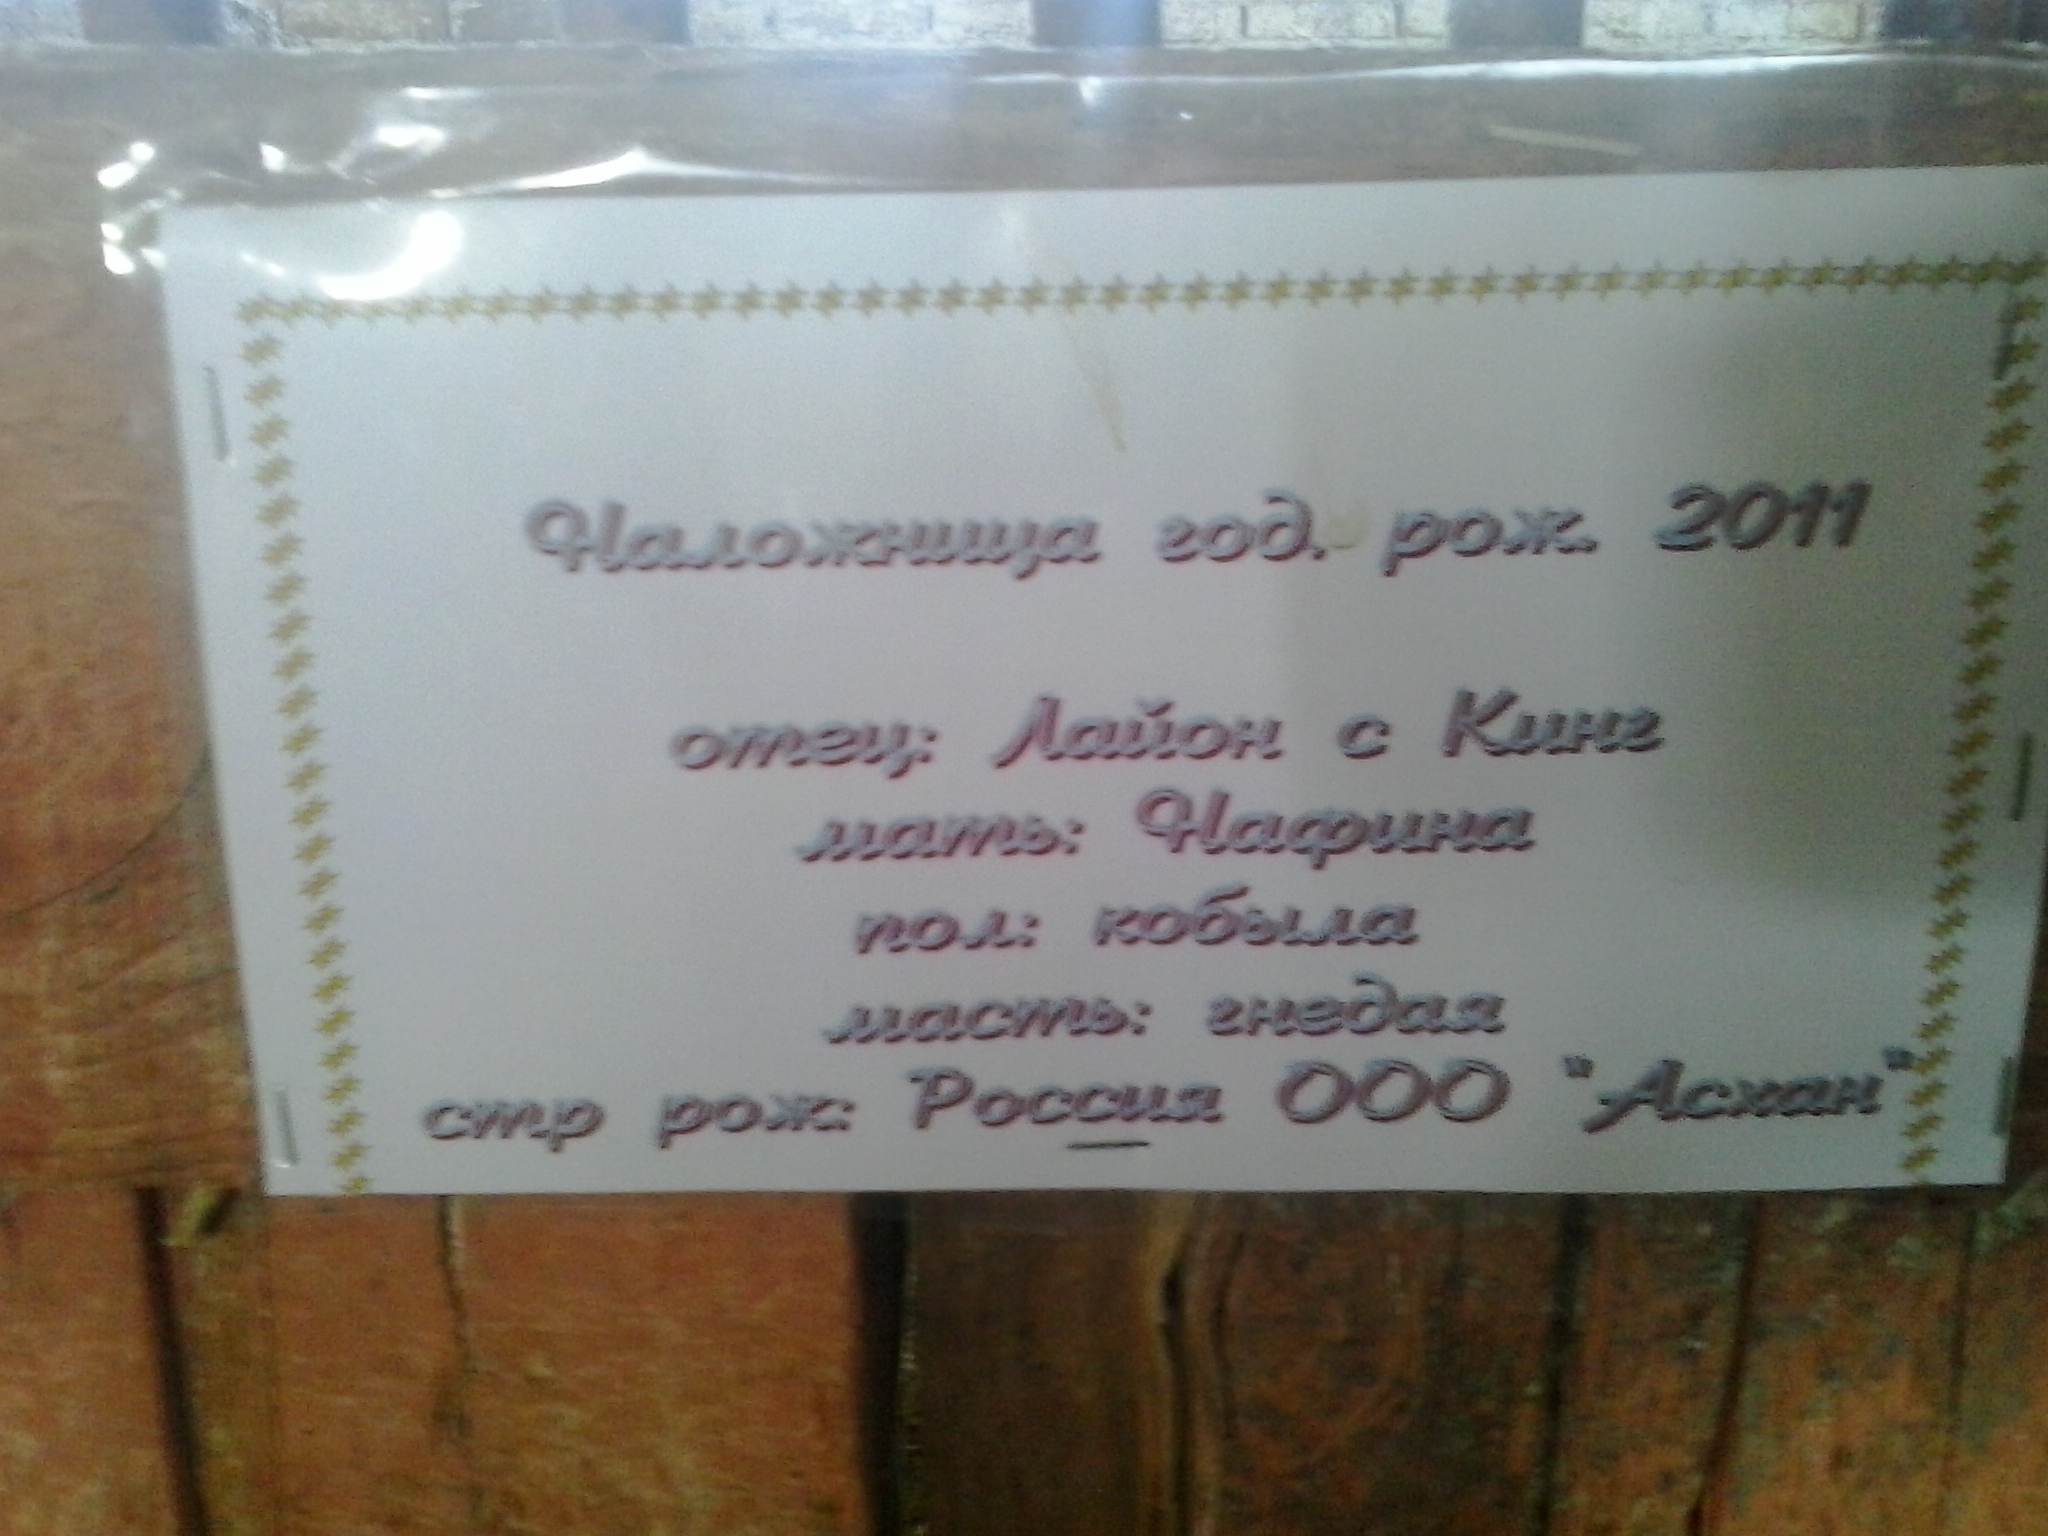 Наложница год. рож. 2011
отец: Лайон с Кинг
мать: Нафина
пол: кобыла
масть: гнедая
стр рож: Россия ООО "Асхан"